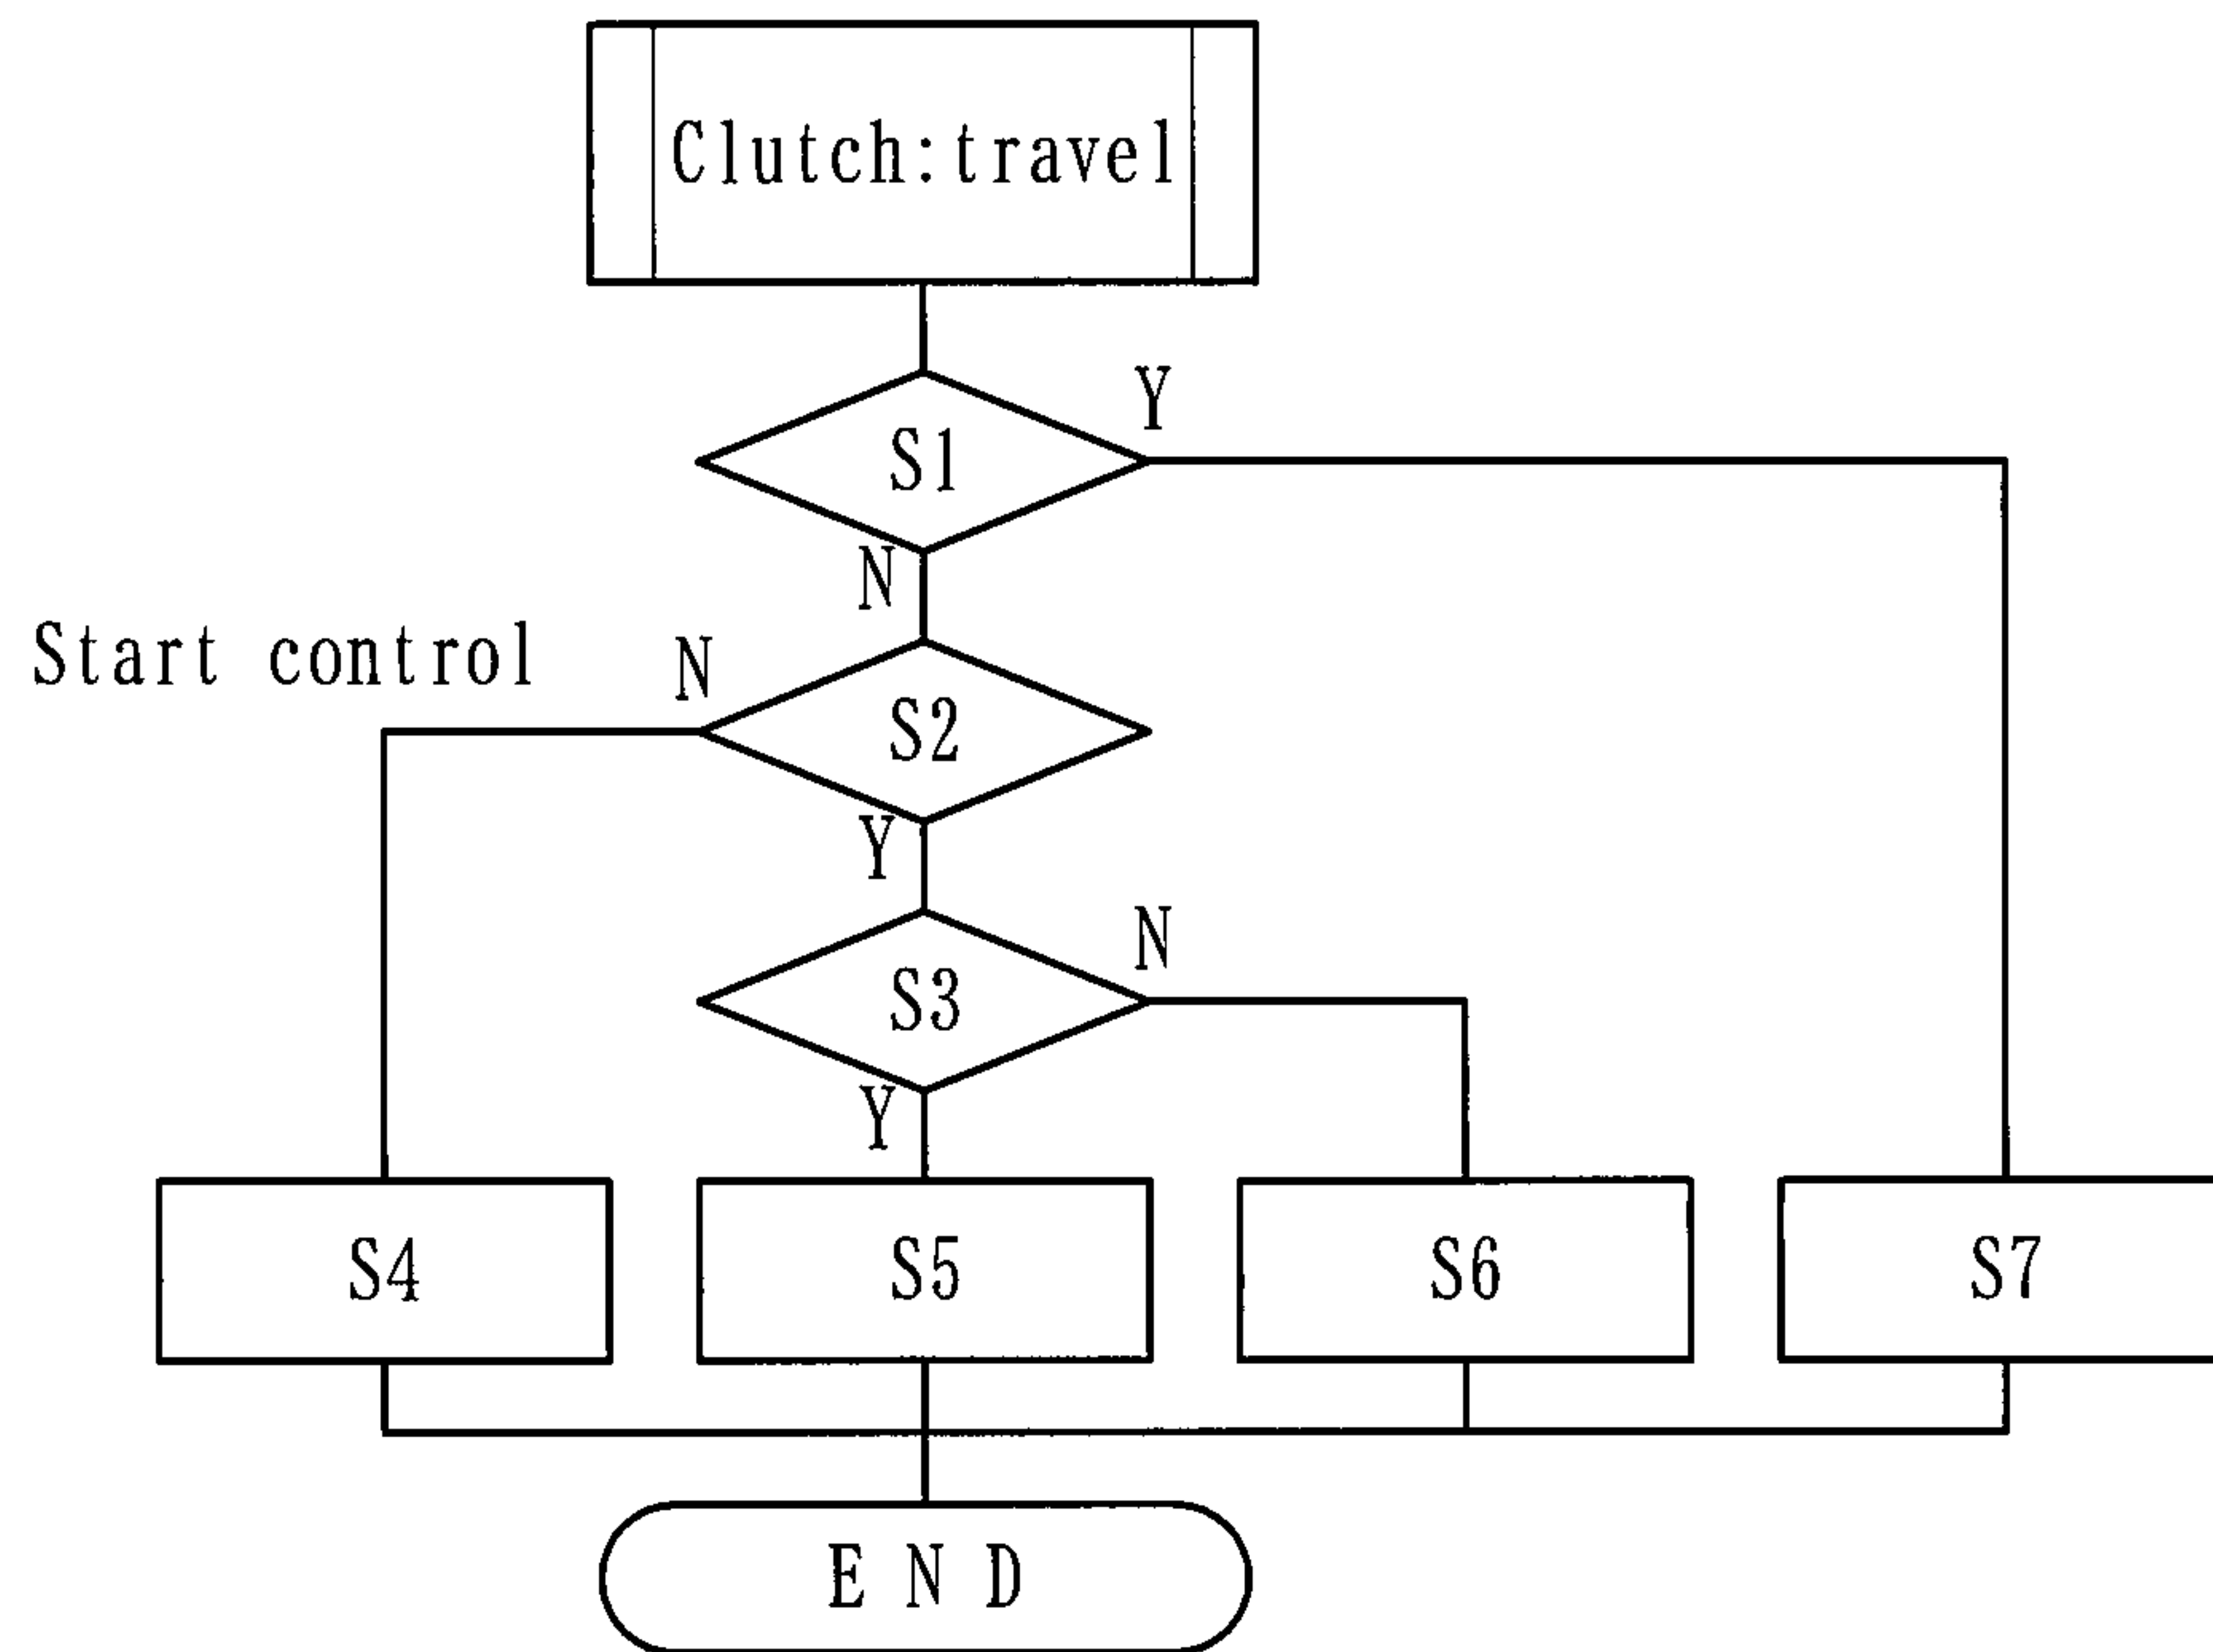 Clutch:travel
Y
S1
N
Start control
N
S2
Y
N
S3
Y
S4
S5
S6
S7
END